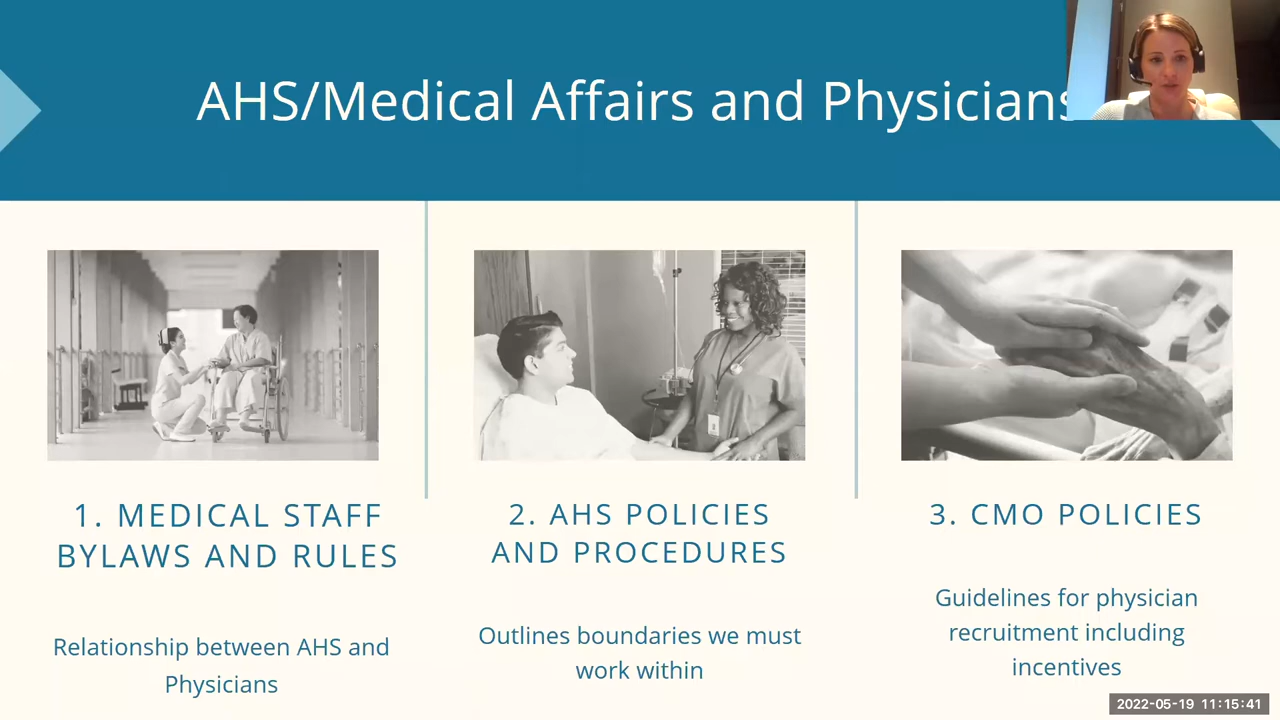 AHS/Medical Affairs and Physicians
1. MEDICAL STAFF
BYLAWS AND RULES
Relationship between AHS and
Physicians
2. AHS POLICIES
AND PROCEDURES
Outlines boundaries we must
work within
3. CMO POLICIES
Guidelines for physician
recruitment including
incentives
2022-05-19 11:15:41